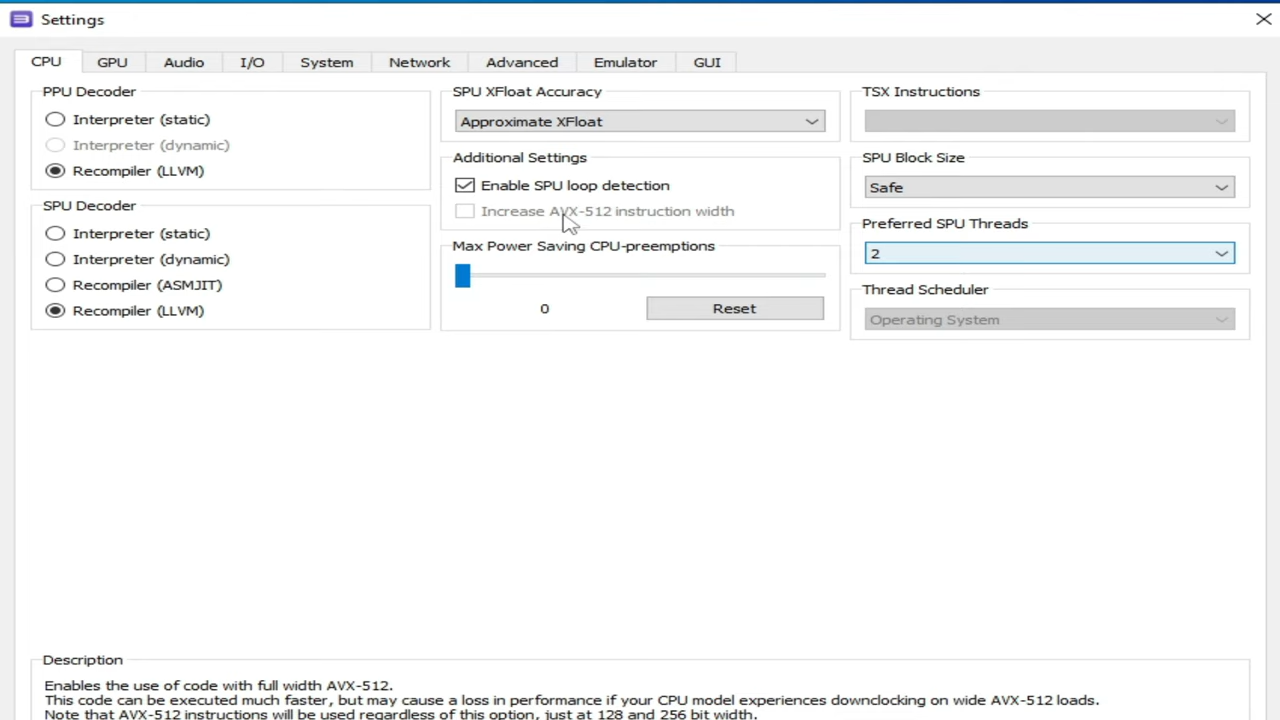 Settings
CPU
GPU
Audio
I/O
System
Network
Advanced
Emulator
GUI
PPU Decoder
Interpreter (static)
Interpreter (dynamic)
Recompiler (LLVM)
SPU Decoder
Interpreter (static)
Interpreter (dynamic)
Recompiler (ASMJIT)
Recompiler (LLVM)
SPU XFloat Accuracy
Approximate XFloat
Additional Settings
Enable SPU loop detection
Increase AVX-512 instruction width
Max Power Saving CPU-preemptions
0
Reset
TSX Instructions
SPU Block Size
Safe
Preferred SPU Threads
2
Thread Scheduler
Operating System
Description
Enables the use of code with full width AVX-512.
This code can be executed much faster, but may cause a loss in performance if your CPU model experiences downclocking on wide AVX-512 loads.
Note that AVX-512 instructions will be used regardless of this option, just at 128 and 256 bit width.